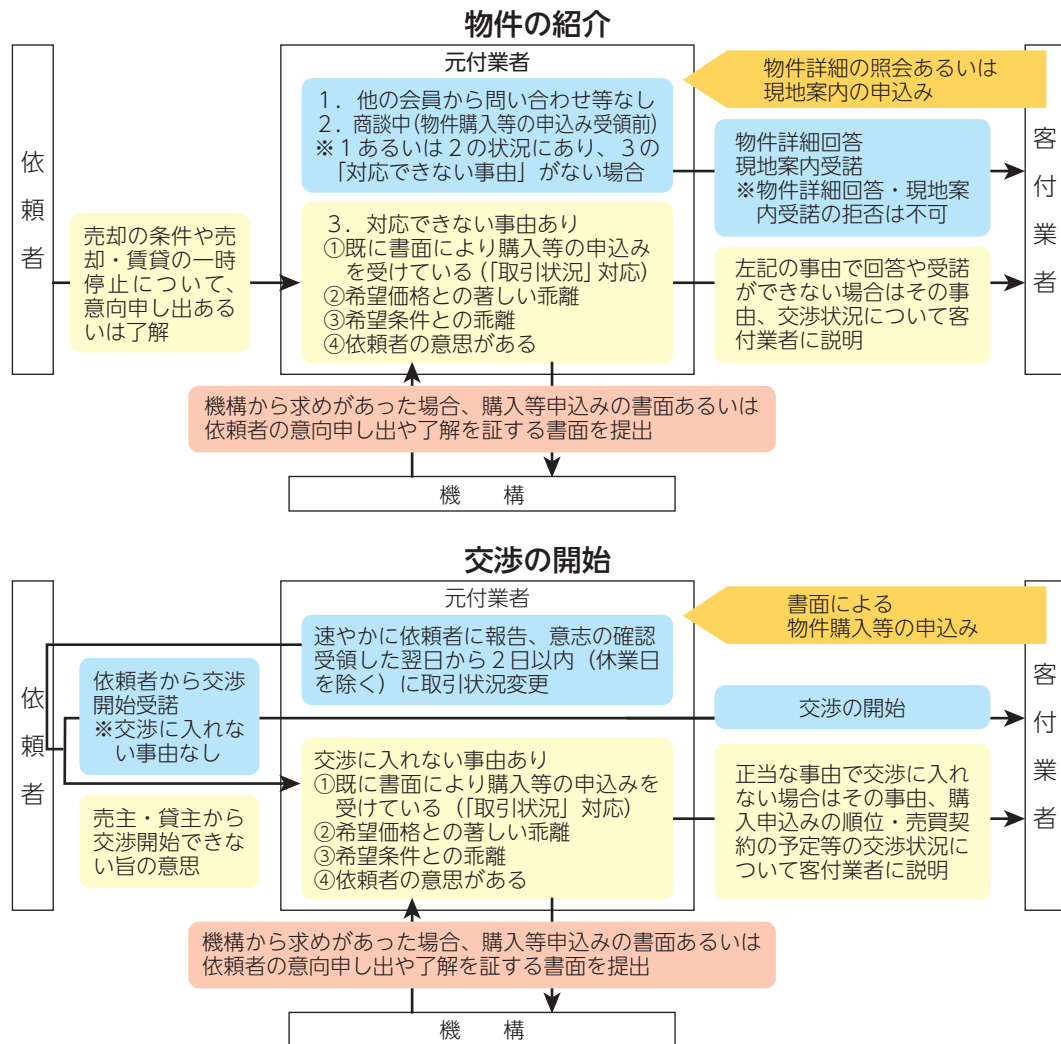 物件の紹介
元付業者
物件詳細の照会あるいは
現地案内の申込み
依頼者
1．他の会員から問い合わせ等なし
2．商談中（物件購入等の申込み受領前）
※１あるいは２の状況にあり、３の
「対応できない事由」がない場合
物件詳細回答
現地案内受諾
※物件詳細回答・現地案
内受諾の拒否は不可
客付業者
売却の条件や売
却・賃貸の一時
停止について、
意向申し出ある
いは了解
３．対応できない事由あり
①既に書面により購入等の申込み
を受けている（「取引状況」対応）
②希望価格との著しい乖離
③希望条件との乖離
④依頼者の意思がある
左記の事由で回答や受諾
ができない場合はその事
由、交渉状況について客
付業者に説明
機構から求めがあった場合、購入等申込みの書面あるいは
依頼者の意向申し出や了解を証する書面を提出
機　構
交渉の開始
元付業者
書面による
物件購入等の申込み
依頼者
速やかに依頼者に報告、意志の確認
受領した翌日から２日以内（休業日
を除く）に取引状況変更
依頼者から交渉
開始受諾
※交渉に入れな
い事由なし
交渉の開始
客付業者
売主・貸主から
交渉開始できな
い旨の意思
交渉に入れない事由あり
①既に書面により購入等の申込みを
受けている（「取引状況」対応）
②希望価格との著しい乖離
③希望条件との乖離
④依頼者の意思がある
正当な事由で交渉に入れ
ない場合はその事由、購
入申込みの順位・売買契
約の予定等の交渉状況に
ついて客付業者に説明
機構から求めがあった場合、購入等申込みの書面あるいは
依頼者の意向申し出や了解を証する書面を提出
機　構